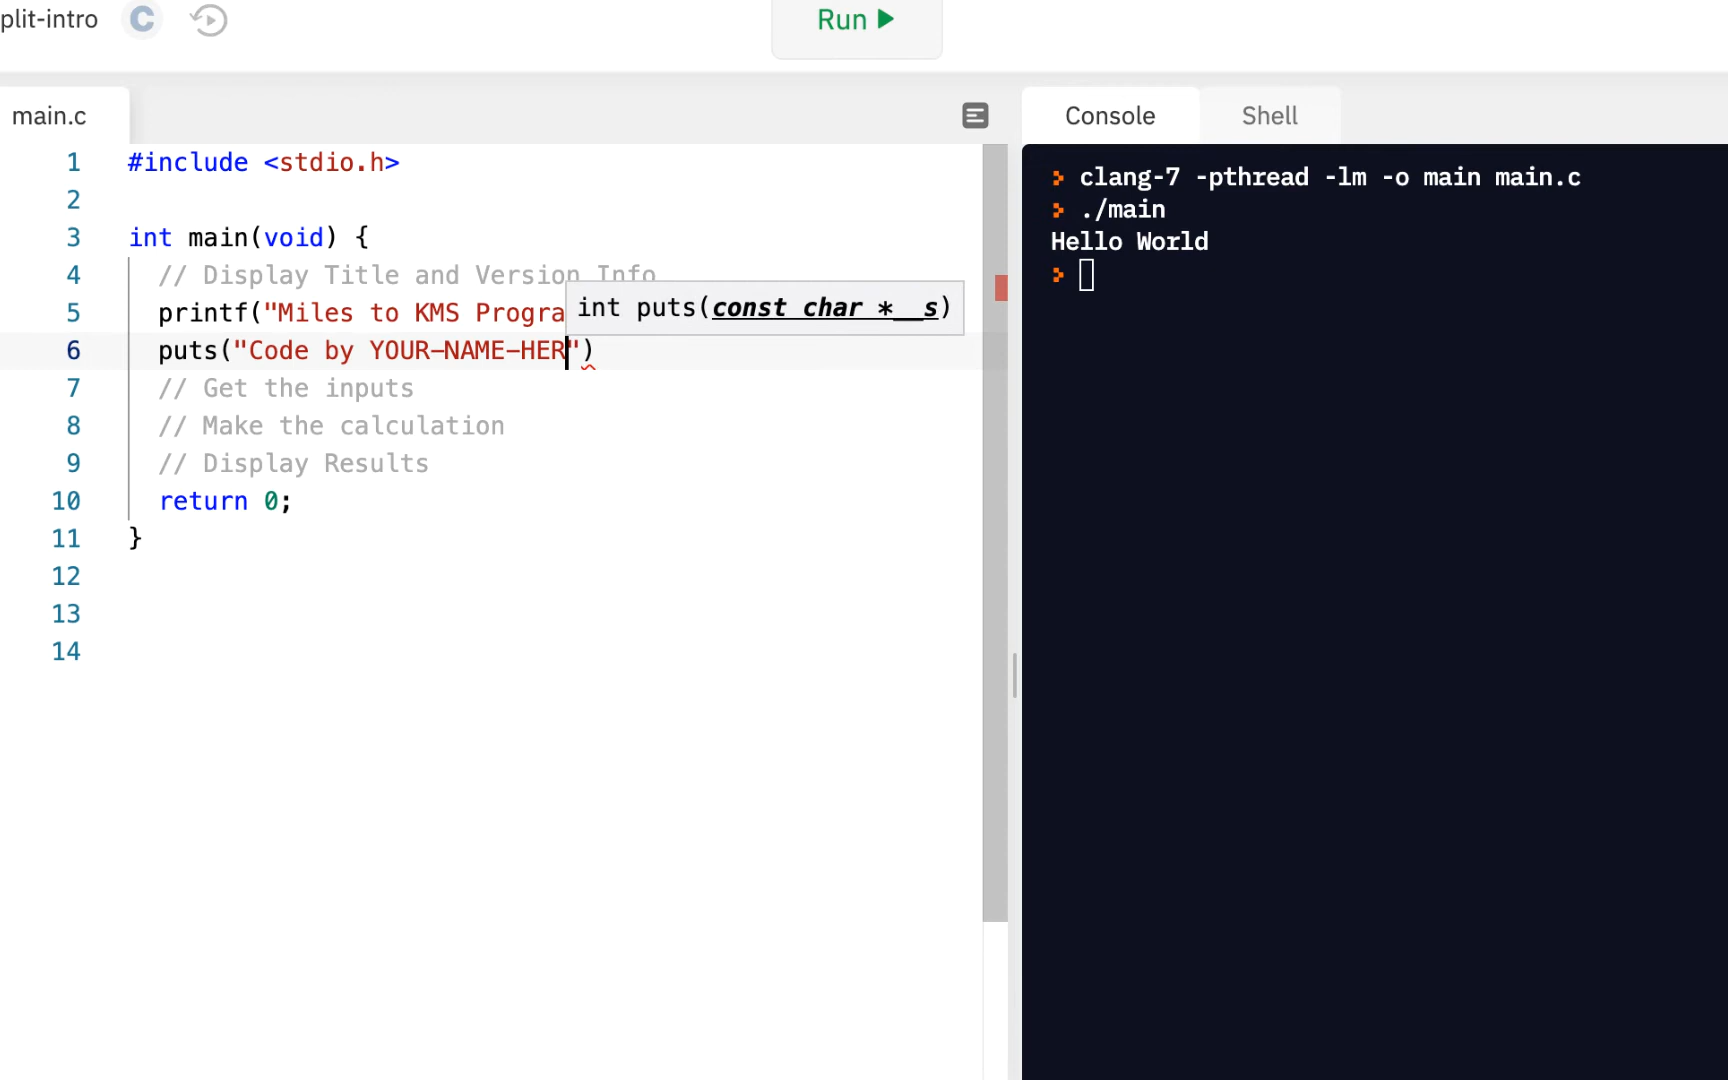 plit-intro C Run
main.c
Console Shell
1 #include <stdio.h>
2
3 int main(void) {
4 // Display Title and Version Info
5 printf("Miles to KMS Progra
int puts(const char *__s)
6 puts("Code by YOUR-NAME-HER")
7 // Get the inputs
8 // Make the calculation
9 // Display Results
10 return 0;
11 }
12
13
14
> clang-7 -pthread -lm -o main main.c
> ./main
Hello World
>